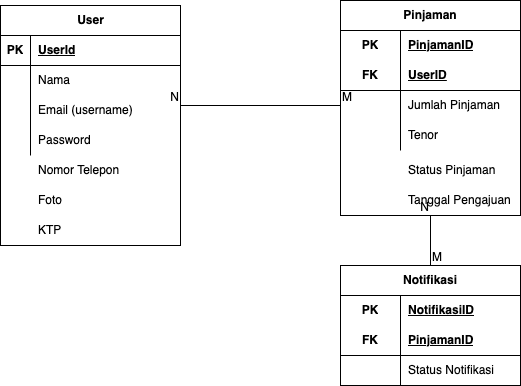 User
PK UserId
Nama
Email (username)
Password
Nomor Telepon
Foto
KTP
N
M
Pinjaman
PK PinjamanID
FK UserID
Jumlah Pinjaman
Tenor
Status Pinjaman
Tanggal Pengajuan
N
M
Notifikasi
PK NotifikasiID
FK PinjamanID
Status Notifikasi